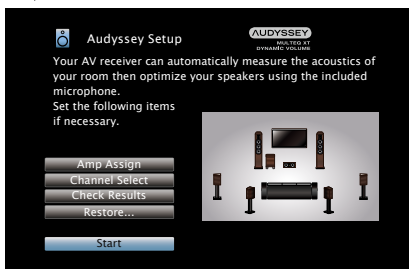 Audyssey Setup
AUDYSSEY
MULTEQ XT
DYNAMIC VOLUME
Your AV receiver can automatically measure the acoustics of
your room then optimize your speakers using the included
microphone.
Set the following items
if necessary.
Amp Assign
Channel Select
Check Results
Restore...
Start